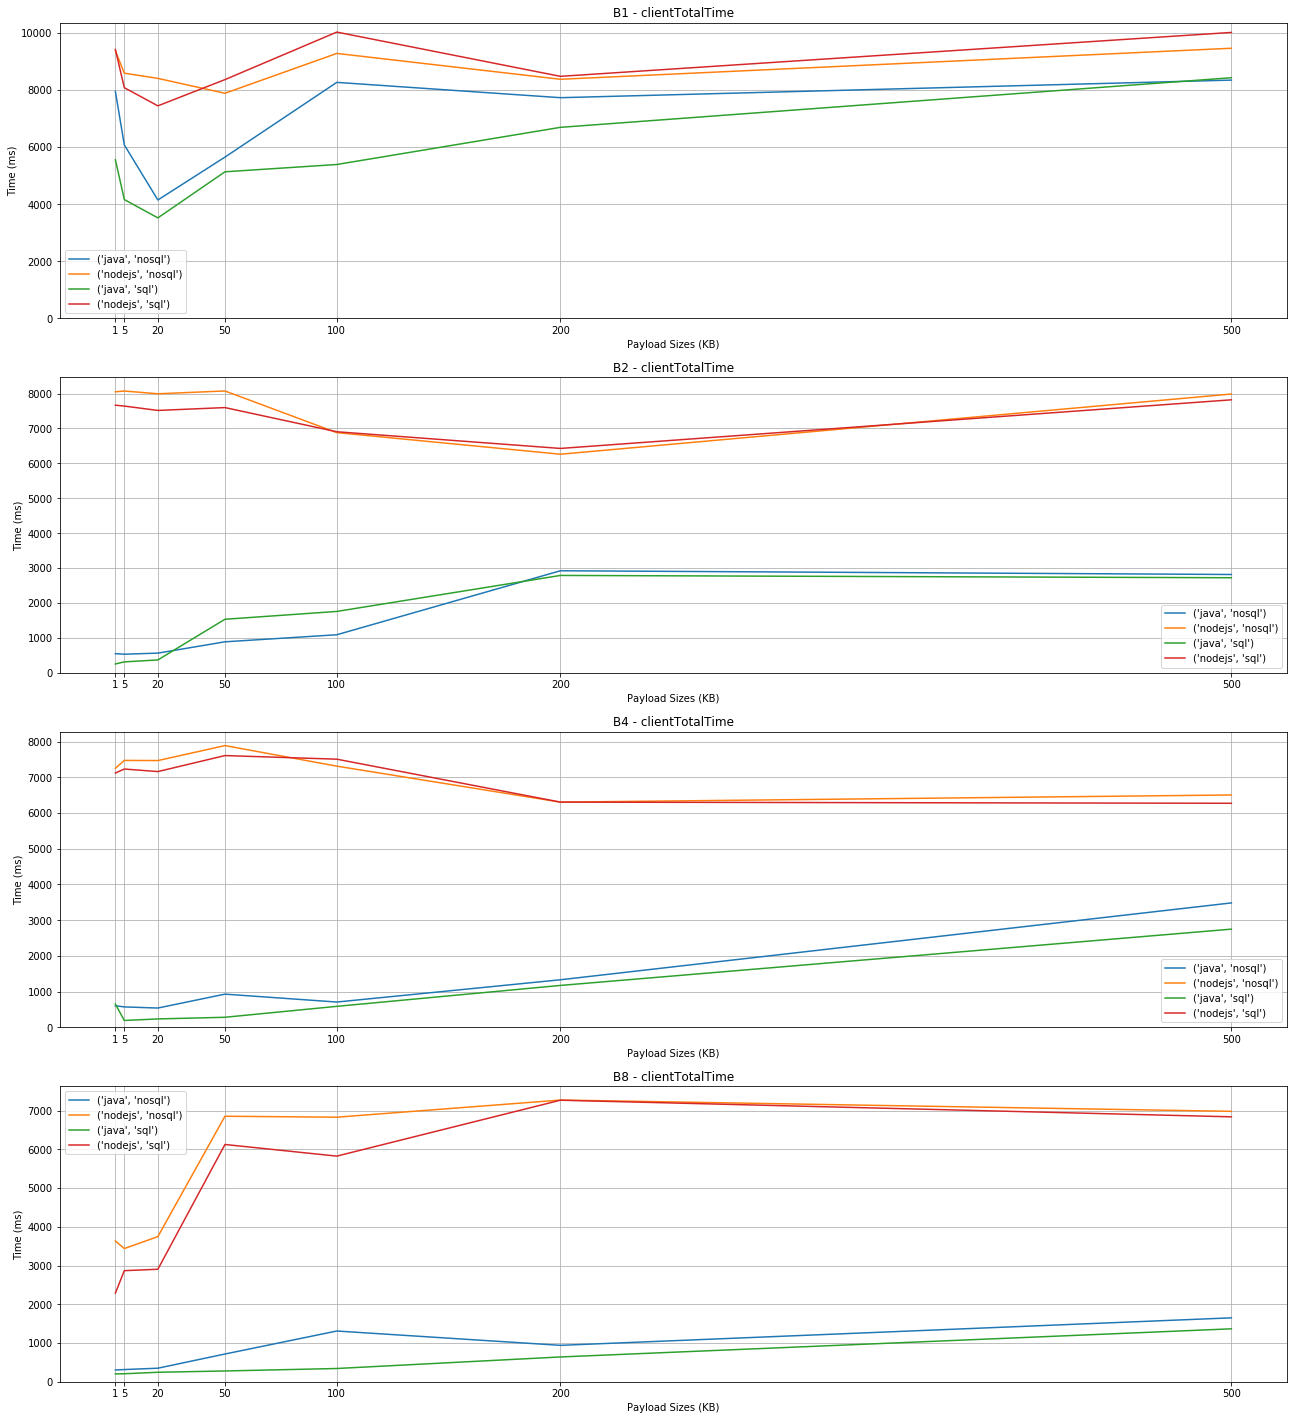 B1 - clientTotalTime
10000
8000
6000
4000
2000
0
Time (ms)
('java', 'nosql')
('nodejs', 'nosql')
('java', 'sql')
('nodejs', 'sql')
1 5 20 50 100 200 500
Payload Sizes (KB)
B2 - clientTotalTime
8000
7000
6000
5000
4000
3000
2000
1000
0
Time (ms)
('java', 'nosql')
('nodejs', 'nosql')
('java', 'sql')
('nodejs', 'sql')
1 5 20 50 100 200 500
Payload Sizes (KB)
B4 - clientTotalTime
8000
7000
6000
5000
4000
3000
2000
1000
0
Time (ms)
('java', 'nosql')
('nodejs', 'nosql')
('java', 'sql')
('nodejs', 'sql')
1 5 20 50 100 200 500
Payload Sizes (KB)
B8 - clientTotalTime
('java', 'nosql')
('nodejs', 'nosql')
('java', 'sql')
('nodejs', 'sql')
7000
6000
5000
4000
3000
2000
1000
0
Time (ms)
1 5 20 50 100 200 500
Payload Sizes (KB)